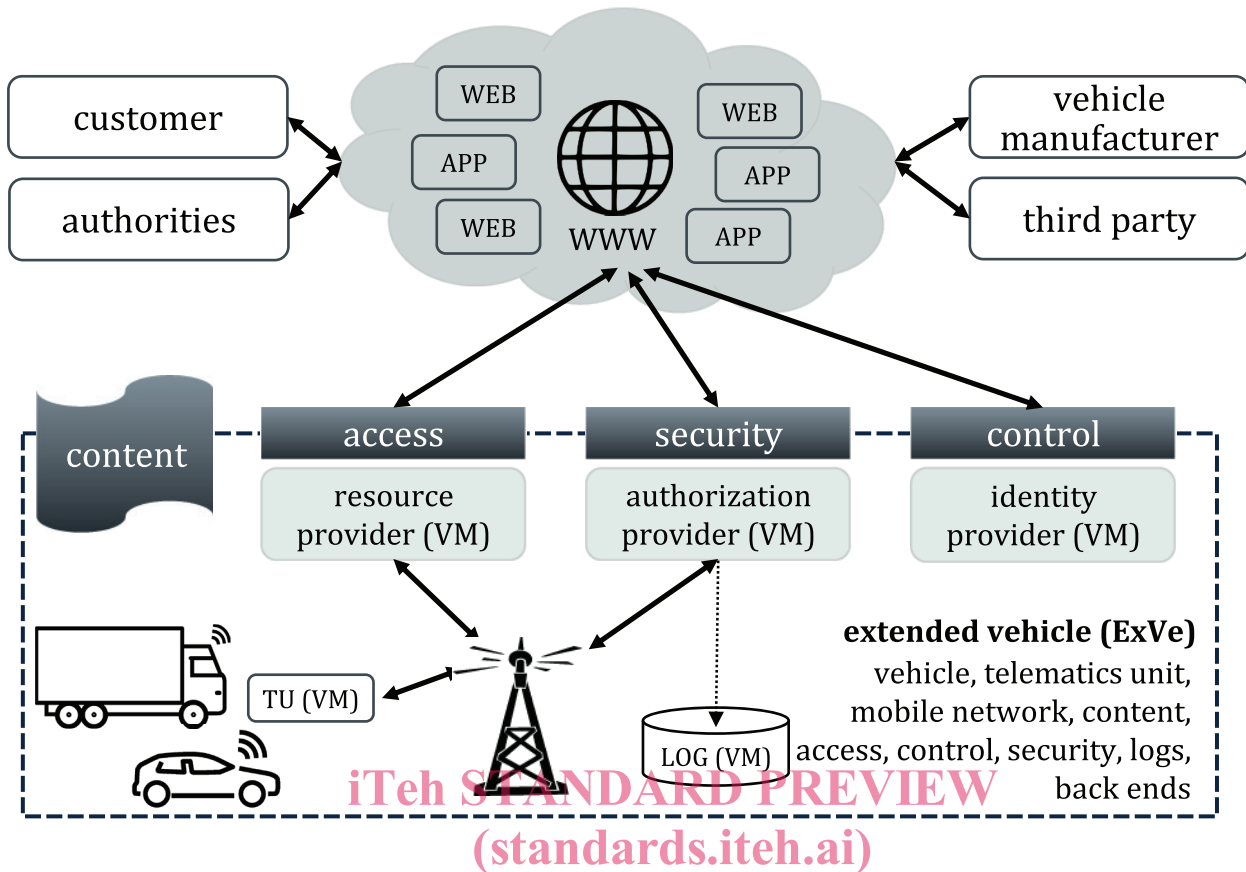 customer
authorities
WEB
APP
WEB
WWW
WEB
APP
APP
vehicle
manufacturer
third party
content
access
security
control
resource
provider (VM)
authorization
provider (VM)
identity
provider (VM)
TU (VM)
LOG (VM)
extended vehicle (ExVe)
vehicle, telematics unit,
mobile network, content,
access, control, security, logs,
back ends
iTeh STANDARD PREVIEW
(standards.iteh.ai)